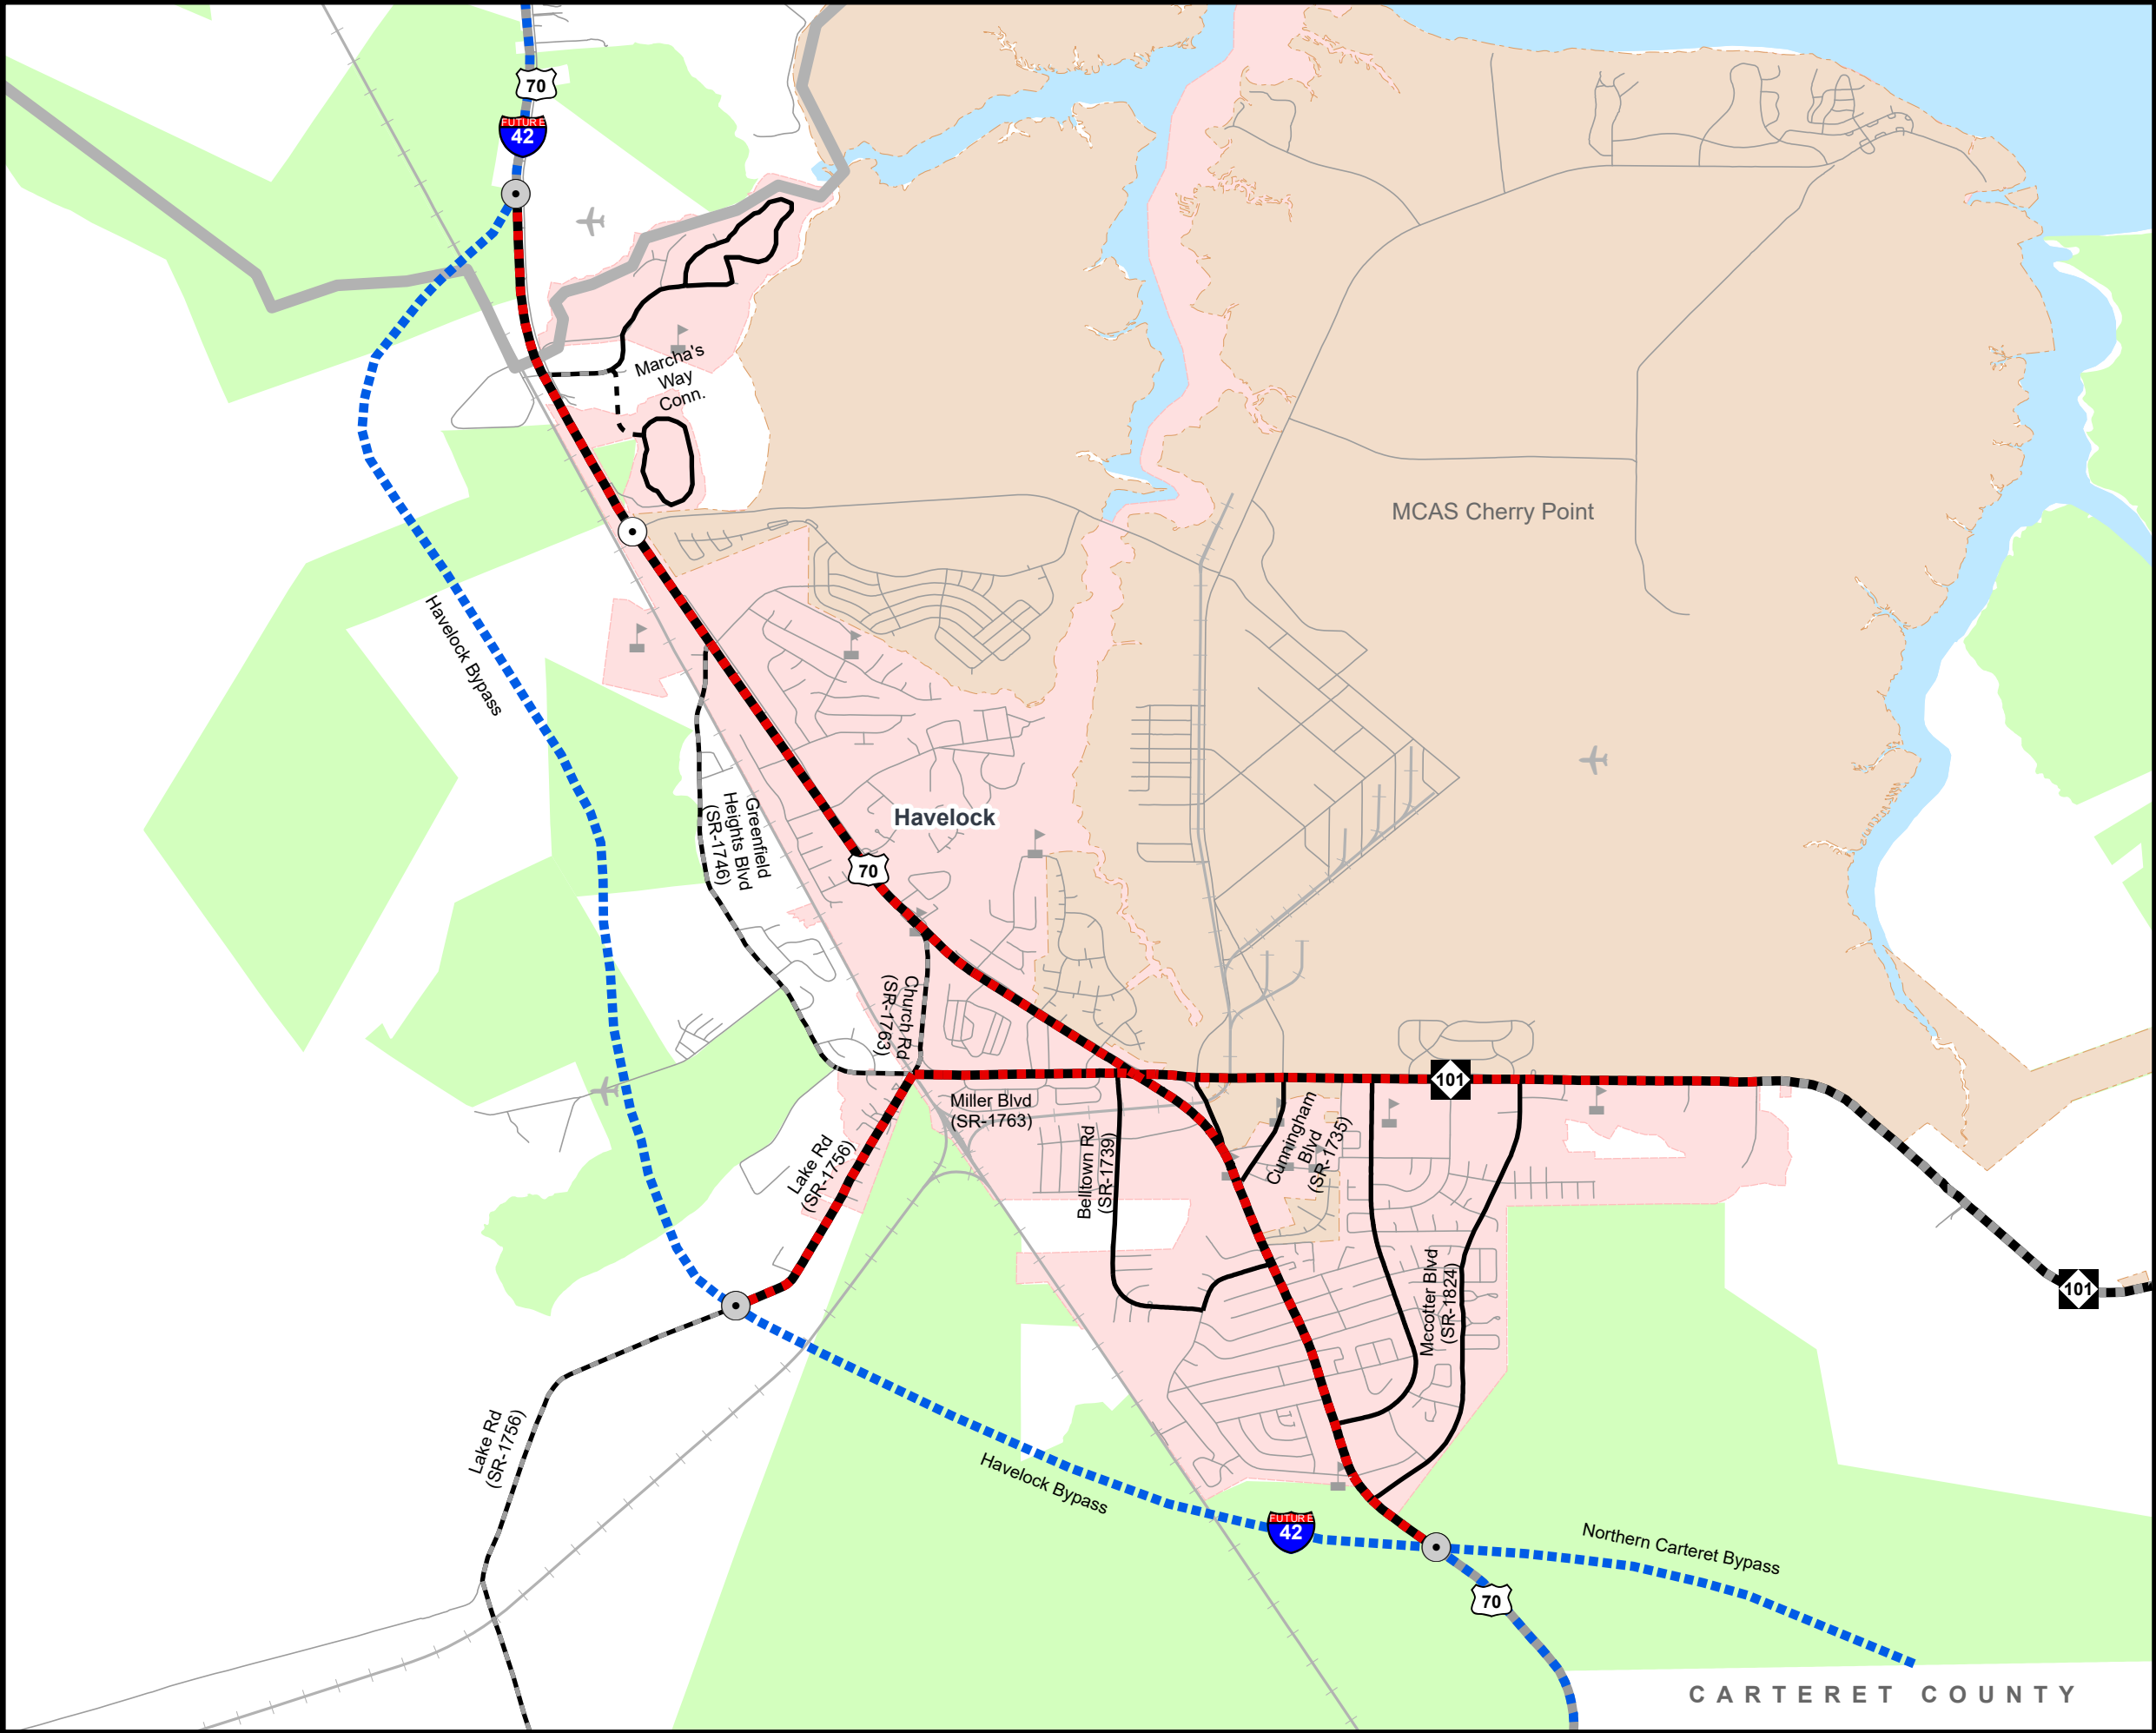 70
FUTURE
42
Marcha's
Way
Conn.
MCAS Cherry Point
Havelock Bypass
Greenfield
Heights Blvd
(SR-1746)
Havelock
70
Church Rd
(SR-1763)
Miller Blvd
(SR-1763)
101
Lake Rd
(SR-1756)
Belltown Rd
(SR-1739)
Cunningham
Blvd
(SR-1735)
Mccotter Blvd
(SR-1824)
101
Lake Rd
(SR-1756)
Havelock Bypass
FUTURE
42
Northern Carteret Bypass
70
CARTERET COUNTY